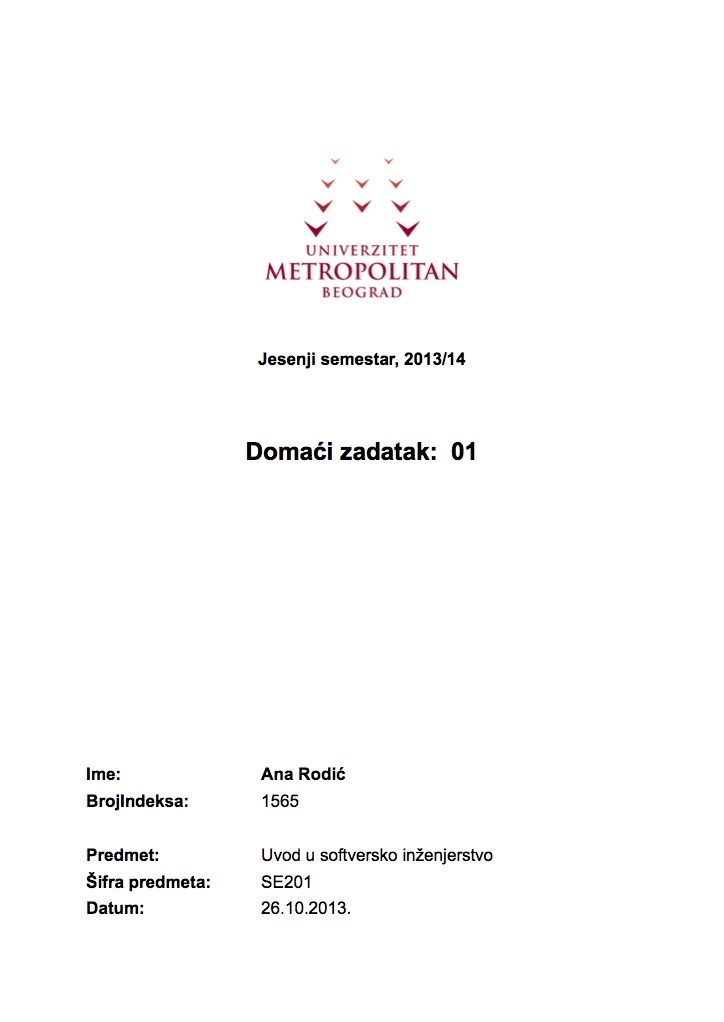 UNIVERZITET
METROPOLITAN
BEOGRAD
Jesenji semestar, 2013/14
Domaći zadatak:  01
Ime: Ana Rodić
BrojIndeksa: 1565
Predmet: Uvod u softversko inženjerstvo
Šifra predmeta: SE201
Datum: 26.10.2013.